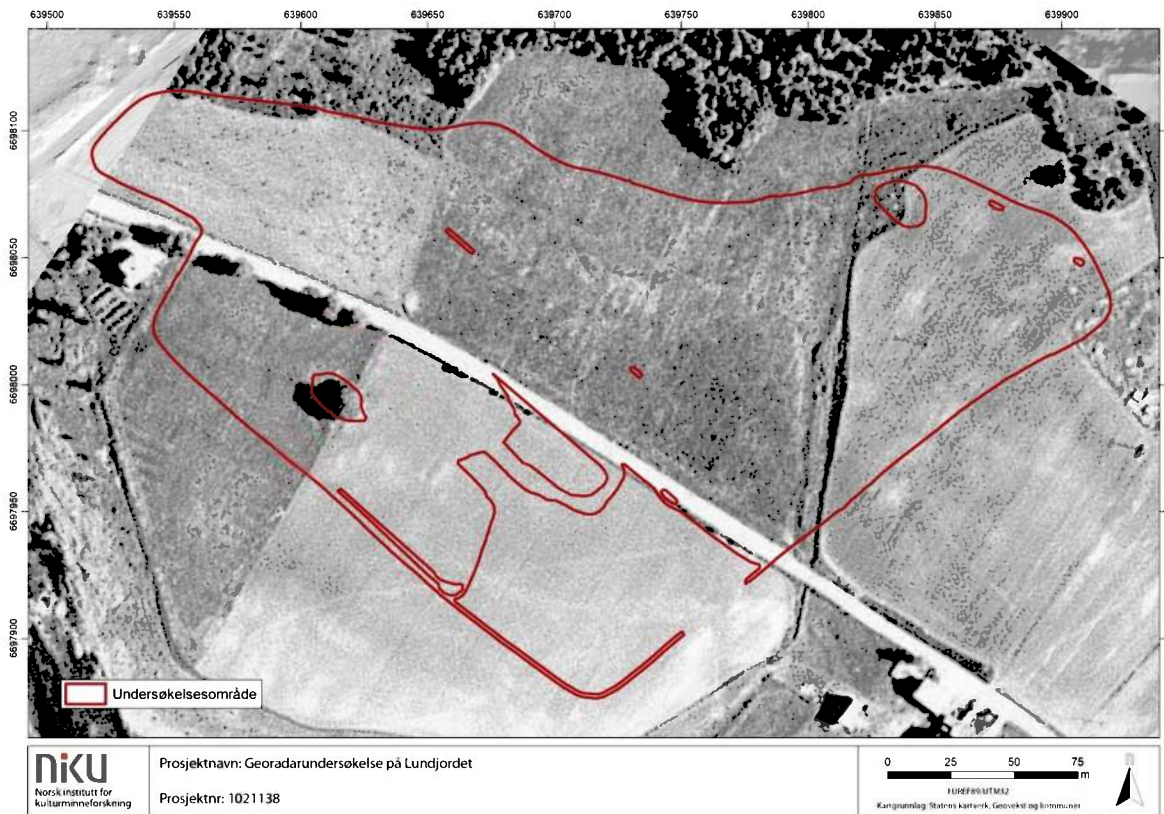 639500 639550 639600 639650 639700 639750 639800 639850 639900
6698100
6698050
6698000
6697950
6697900
Undersøkelsesområde
niku
Norsk institutt for
kulturminneforskning
Prosjektnavn: Georadarundersøkelse på Lundjordet
Prosjektnr: 1021138
0 25 50 75
m
EUREF89/UTM32
Kartgrunnlag: Statens kartverk, Geovekst og kommuner
n